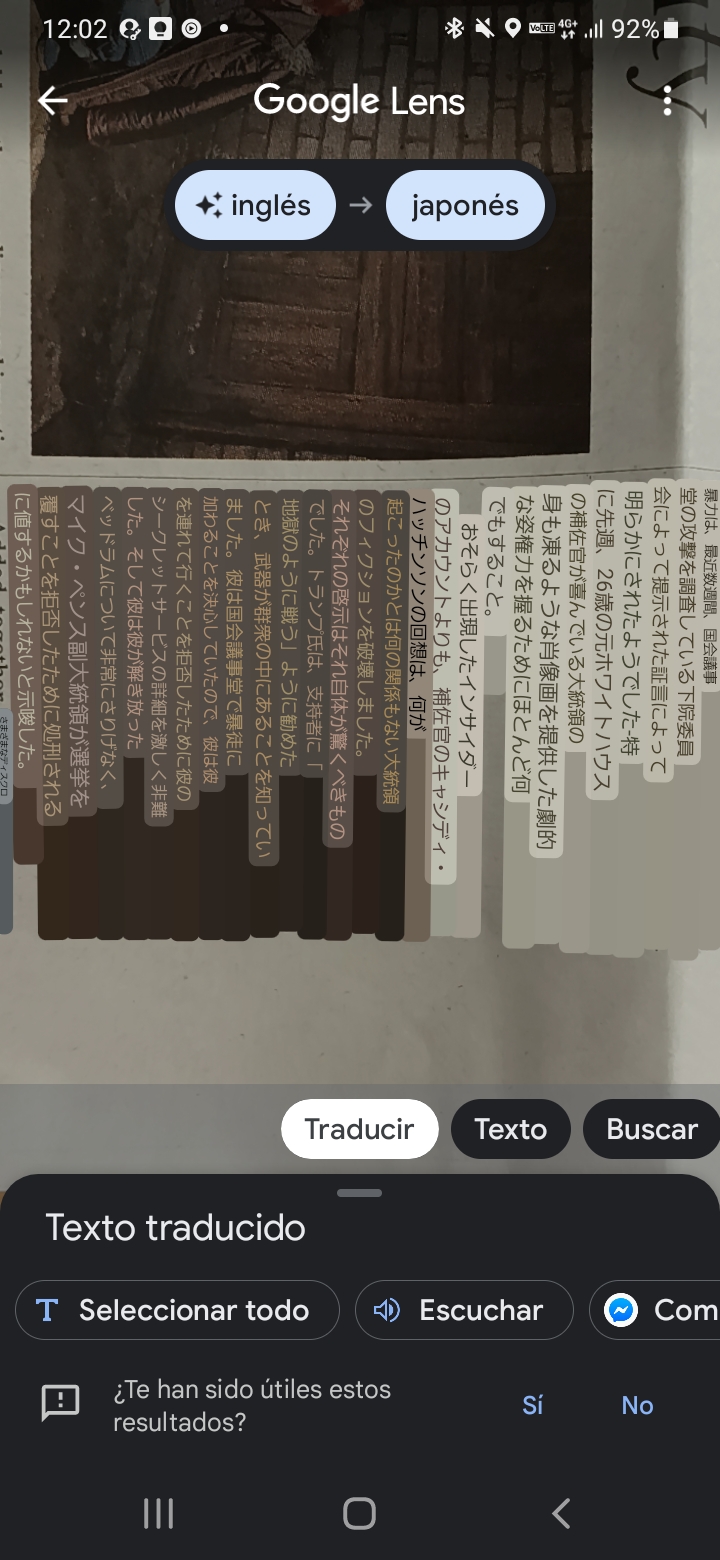 12:02
VoLTE 4G+ 92%
Google Lens
inglés → japonés
暴力は、最近数週間、国会議事
堂の攻撃を調査している下院委員
会によって提示された証言によって
明らかにされたようでした-特
に先週、26歳の元ホワイトハウス
の補佐官が喜んでいる大統領の
身も凍るような肖像画を提供した劇的
な姿権力を握るためにほとんど何
でもすること。
おそらく出現したインサイダー
のアカウントよりも、補佐官のキャシディ・
ハッチンソンの回想は、何が
起こったのかとは何の関係もない大統領
のフィクションを破壊しました。
それぞれの啓示はそれ自体が驚くべきもの
でした。トランプ氏は、支持者に「
地獄のように戦う」ように勧めた
とき、武器が群衆の中にあることを知ってい
ました。彼は国会議事堂で暴徒に
加わることを決心していたので、彼は彼
を連れて行くことを拒否したために彼の
シークレットサービスの詳細を激しく非難
した。そして彼は彼が解き放った
ベッドラムについて非常にさりげなく、
マイク・ペンス副大統領が選挙を
覆すことを拒否したために処刑される
に値するかもしれないと示唆した。
Added together
さまざまなディスクロ
Traducir
Texto
Buscar
Texto traducido
Seleccionar todo
Escuchar
Com
¿Te han sido útiles estos
resultados?
Sí
No